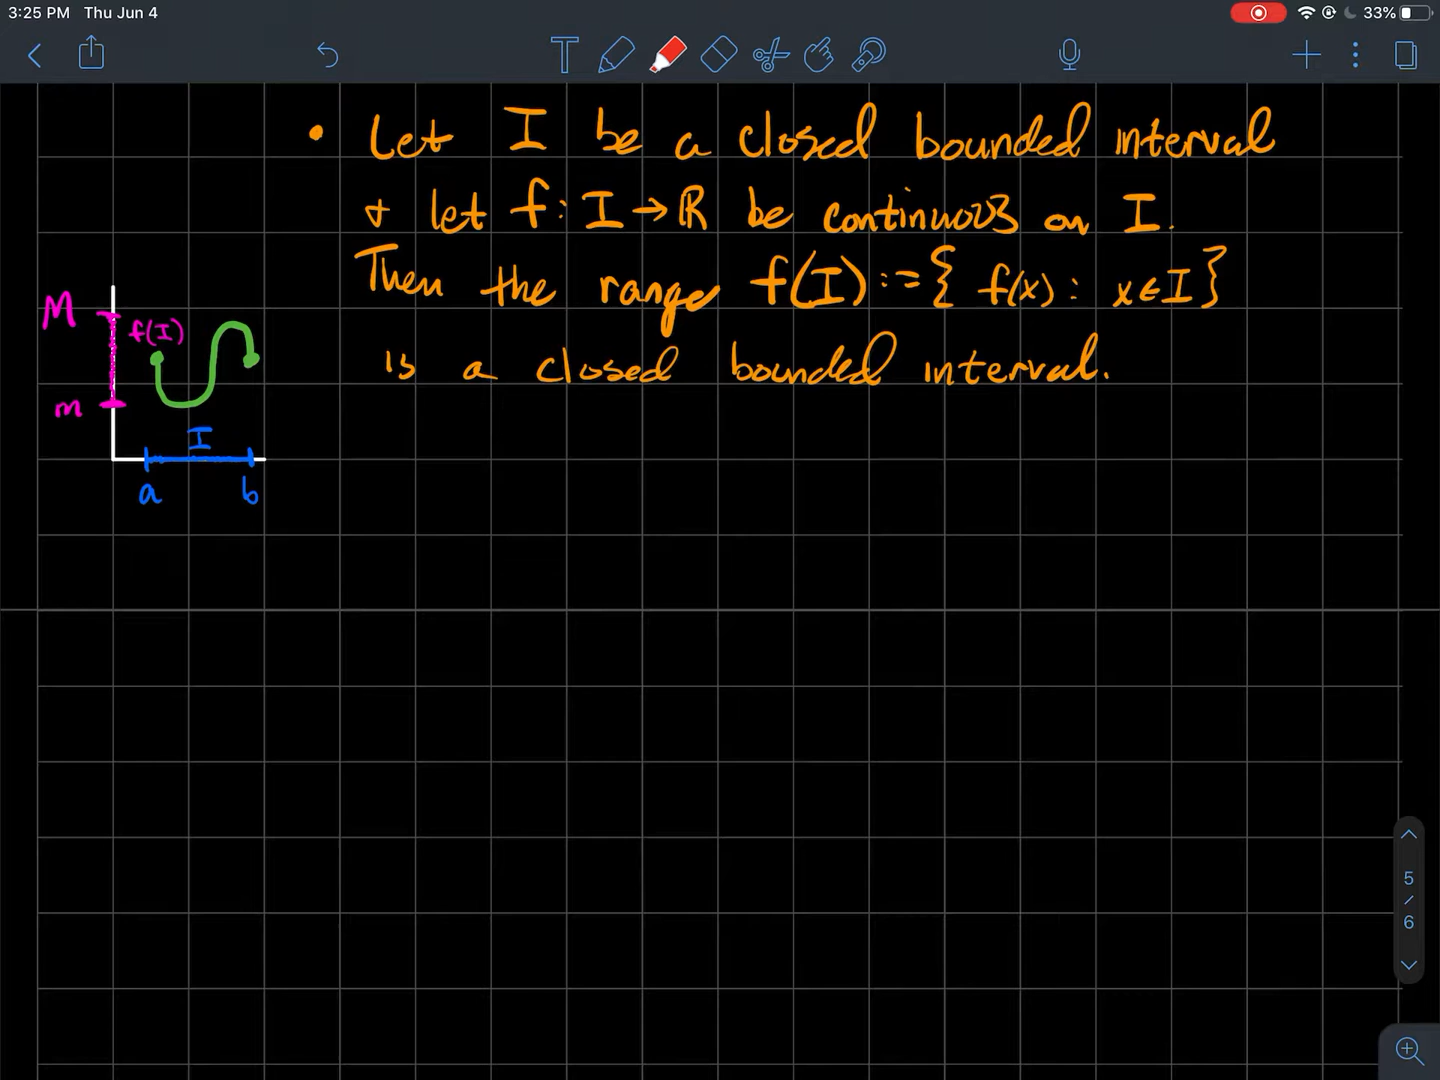 3:25 PM Thu Jun 4
33%
T
• Let I be a closed bounded interval
& let f: I → ℝ be continuous on I.
Then the range f(I) := { f(x) : x ∈ I }
is a closed bounded interval.
M
f(I)
m
I
a b
5
/
6